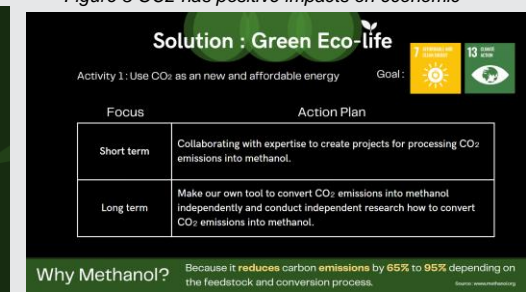 Figure 3 CO2 has positive impacts on economic
Solution : Green Eco-life
Activity 1: Use CO₂ as an new and affordable energy
Goal :
7 AFFORDABLE AND CLEAN ENERGY
13 CLIMATE ACTION
Focus
Action Plan
Short term
Collaborating with expertise to create projects for processing CO₂
emissions into methanol.
Long term
Make our own tool to convert CO₂ emissions into methanol
independently and conduct independent research how to convert
CO₂ emissions into methanol.
Why Methanol?
Because it reduces carbon emissions by 65% to 95% depending on
the feedstock and conversion process.
Source : www.methanol.org